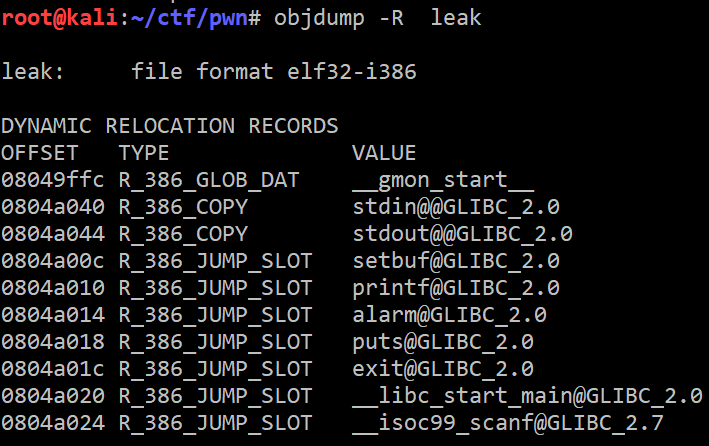 root@kali:~/ctf/pwn# objdump -R  leak
leak:     file format elf32-i386
DYNAMIC RELOCATION RECORDS
OFFSET   TYPE              VALUE
08049ffc R_386_GLOB_DAT    __gmon_start__
0804a040 R_386_COPY        stdin@@GLIBC_2.0
0804a044 R_386_COPY        stdout@@GLIBC_2.0
0804a00c R_386_JUMP_SLOT   setbuf@GLIBC_2.0
0804a010 R_386_JUMP_SLOT   printf@GLIBC_2.0
0804a014 R_386_JUMP_SLOT   alarm@GLIBC_2.0
0804a018 R_386_JUMP_SLOT   puts@GLIBC_2.0
0804a01c R_386_JUMP_SLOT   exit@GLIBC_2.0
0804a020 R_386_JUMP_SLOT   __libc_start_main@GLIBC_2.0
0804a024 R_386_JUMP_SLOT   __isoc99_scanf@GLIBC_2.7